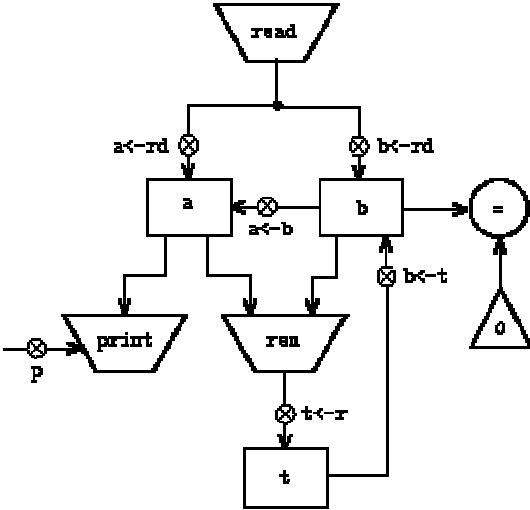 read
a<-rd
b<-rd
a
b
=
a<-b
b<-t
0
print
rem
p
t<-r
t